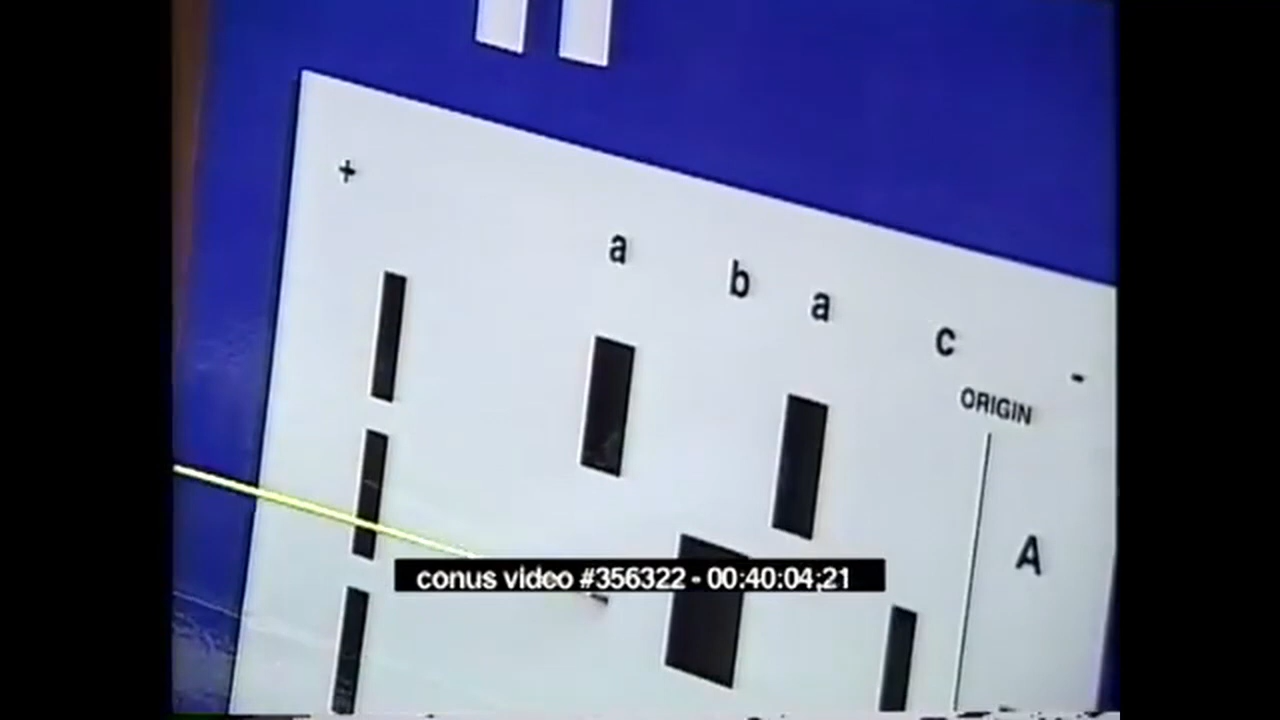 +
a b a c
-
ORIGIN
A
conus video #356322 - 00:40:04;21